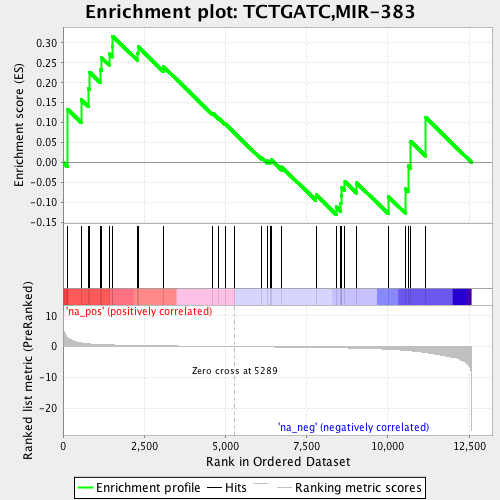 Enrichment plot: TCTGATC,MIR-383
Enrichment score (ES)
0.30
0.25
0.20
0.15
0.10
0.05
0.00
-0.05
-0.10
-0.15
'na_pos' (positively correlated)
Ranked list metric (PreRanked)
10
0
-10
-20
Zero cross at 5289
'na_neg' (negatively correlated)
0
2,500
5,000
7,500
10,000
12,500
Rank in Ordered Dataset
Enrichment profile
Hits
Ranking metric scores